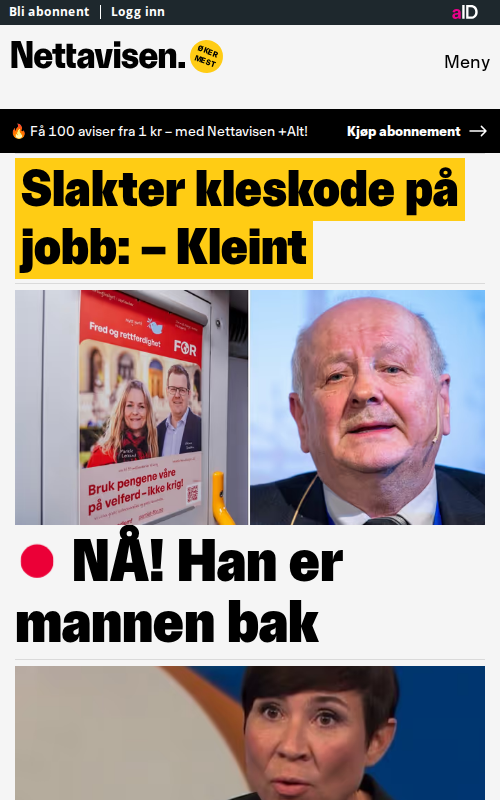 Bli abonnent
Logg inn
aID
Nettavisen.
ØKER
MEST
Meny
🔥 Få 100 aviser fra 1 kr – med Nettavisen +Alt!
Kjøp abonnement →
Slakter kleskode på
jobb: – Kleint
Fred og rettferdighet
FOR
Bruk pengene våre
på velferd – ikke krig!
NÅ! Han er
mannen bak